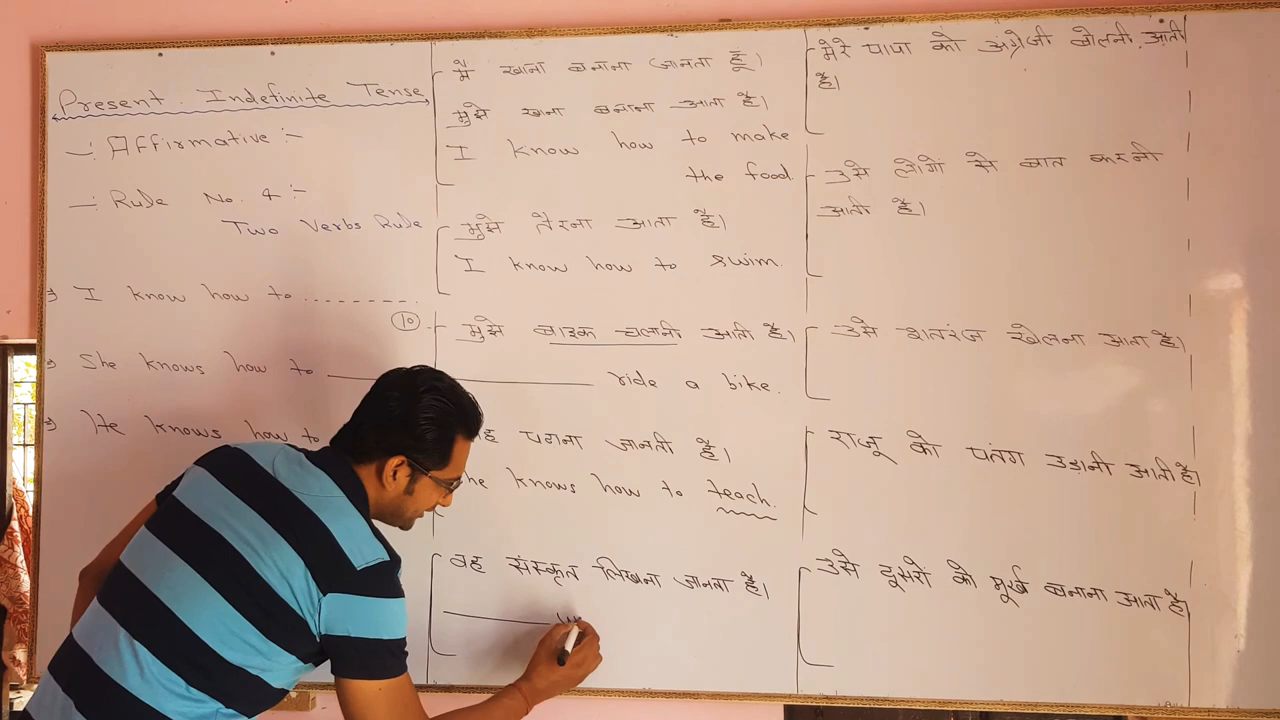 Present Indefinite Tense
-: Affirmative :-
-: Rule No. 4 :-
Two Verbs Rule
⇒ I know how to ---------
⇒ She knows how to
⇒ He knows how to
मैं खाना बनाना जानता हूँ।
मुझे खाना बनाना आता है।
I know how to make
the food
मुझे तैरना आता है।
I know how to swim.
10
मुझे बाइक चलानी आती है।
ride a bike.
पढाना जानती है।
knows how to teach.
वह संस्कृत लिखना जानता है।
मेरे पापा को अंग्रेजी बोलनी आती
है।
उसे लोगों से बात करनी
आती है।
उसे शतरंज खेलना आता है।
राजू को पतंग उडानी आती है।
उसे दूसरों को मूर्ख बनाना आता है।